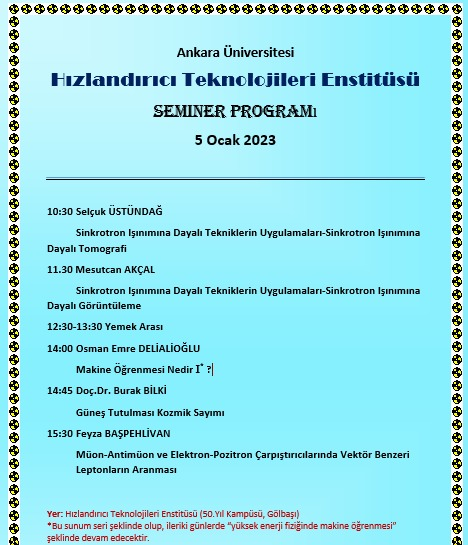 Ankara Üniversitesi
Hızlandırıcı Teknolojileri Enstitüsü
SEMINER PROGRAMı
5 Ocak 2023
10:30 Selçuk ÜSTÜNDAĞ
Sinkrotron Işınımına Dayalı Tekniklerin Uygulamaları-Sinkrotron Işınımına
Dayalı Tomografi
11.30 Mesutcan AKÇAL
Sinkrotron Işınımına Dayalı Tekniklerin Uygulamaları-Sinkrotron Işınımına
Dayalı Görüntüleme
12:30-13:30 Yemek Arası
14:00 Osman Emre DELİALİOĞLU
Makine Öğrenmesi Nedir I* ?
14:45 Doç.Dr. Burak BİLKİ
Güneş Tutulması Kozmik Sayımı
15:30 Feyza BAŞPEHLİVAN
Müon-Antimüon ve Elektron-Pozitron Çarpıştırıcılarında Vektör Benzeri
Leptonların Aranması
Yer: Hızlandırıcı Teknolojileri Enstitüsü (50.Yıl Kampüsü, Gölbaşı)
*Bu sunum seri şeklinde olup, ileriki günlerde “yüksek enerji fiziğinde makine öğrenmesi”
şeklinde devam edecektir.